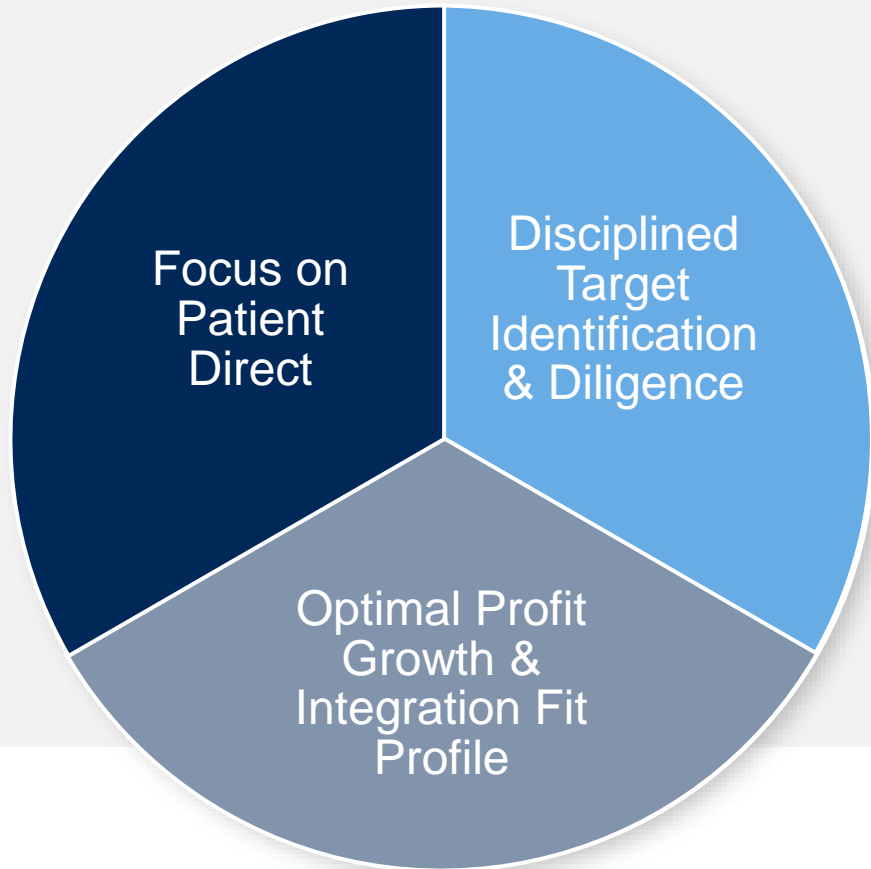 Focus on
Patient
Direct
Disciplined
Target
Identification
& Diligence
Optimal Profit
Growth &
Integration Fit
Profile